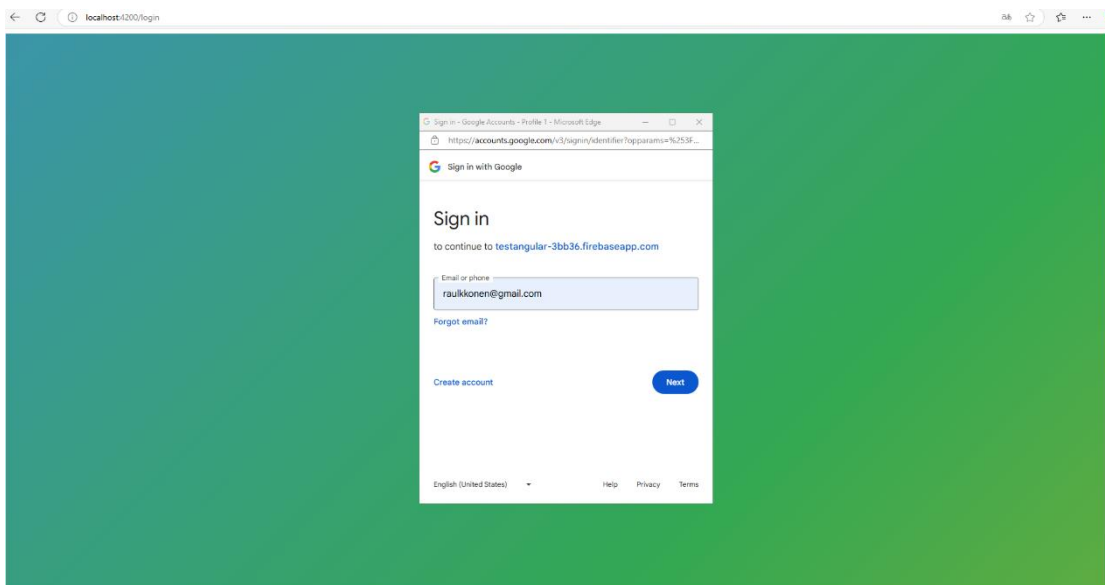 localhost:4200/login
Sign in - Google Accounts - Profile 1 - Microsoft Edge
https://accounts.google.com/v3/signin/identifier?opparams=%253F...
Sign in with Google
Sign in
to continue to testangular-3bb36.firebaseapp.com
Email or phone
raulkkonen@gmail.com
Forgot email?
Create account Next
English (United States) Help Privacy Terms